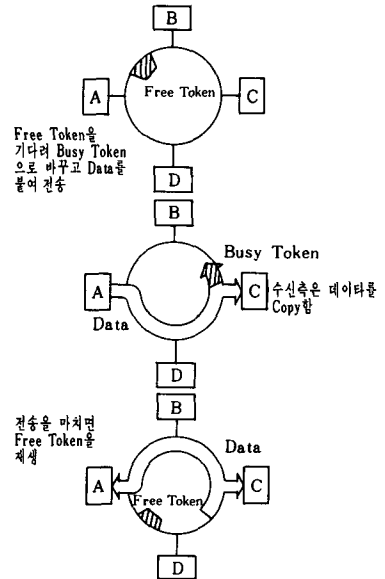 B
A
Free Token
C
Free Token을
기다려 Busy Token
으로 바꾸고 Data를
붙여 전송
D
B
Busy Token
A
C
수신측은 데이타를
Copy함
Data
D
B
전송을 마치면
Free Token을
재생
Data
A
C
Free Token
D